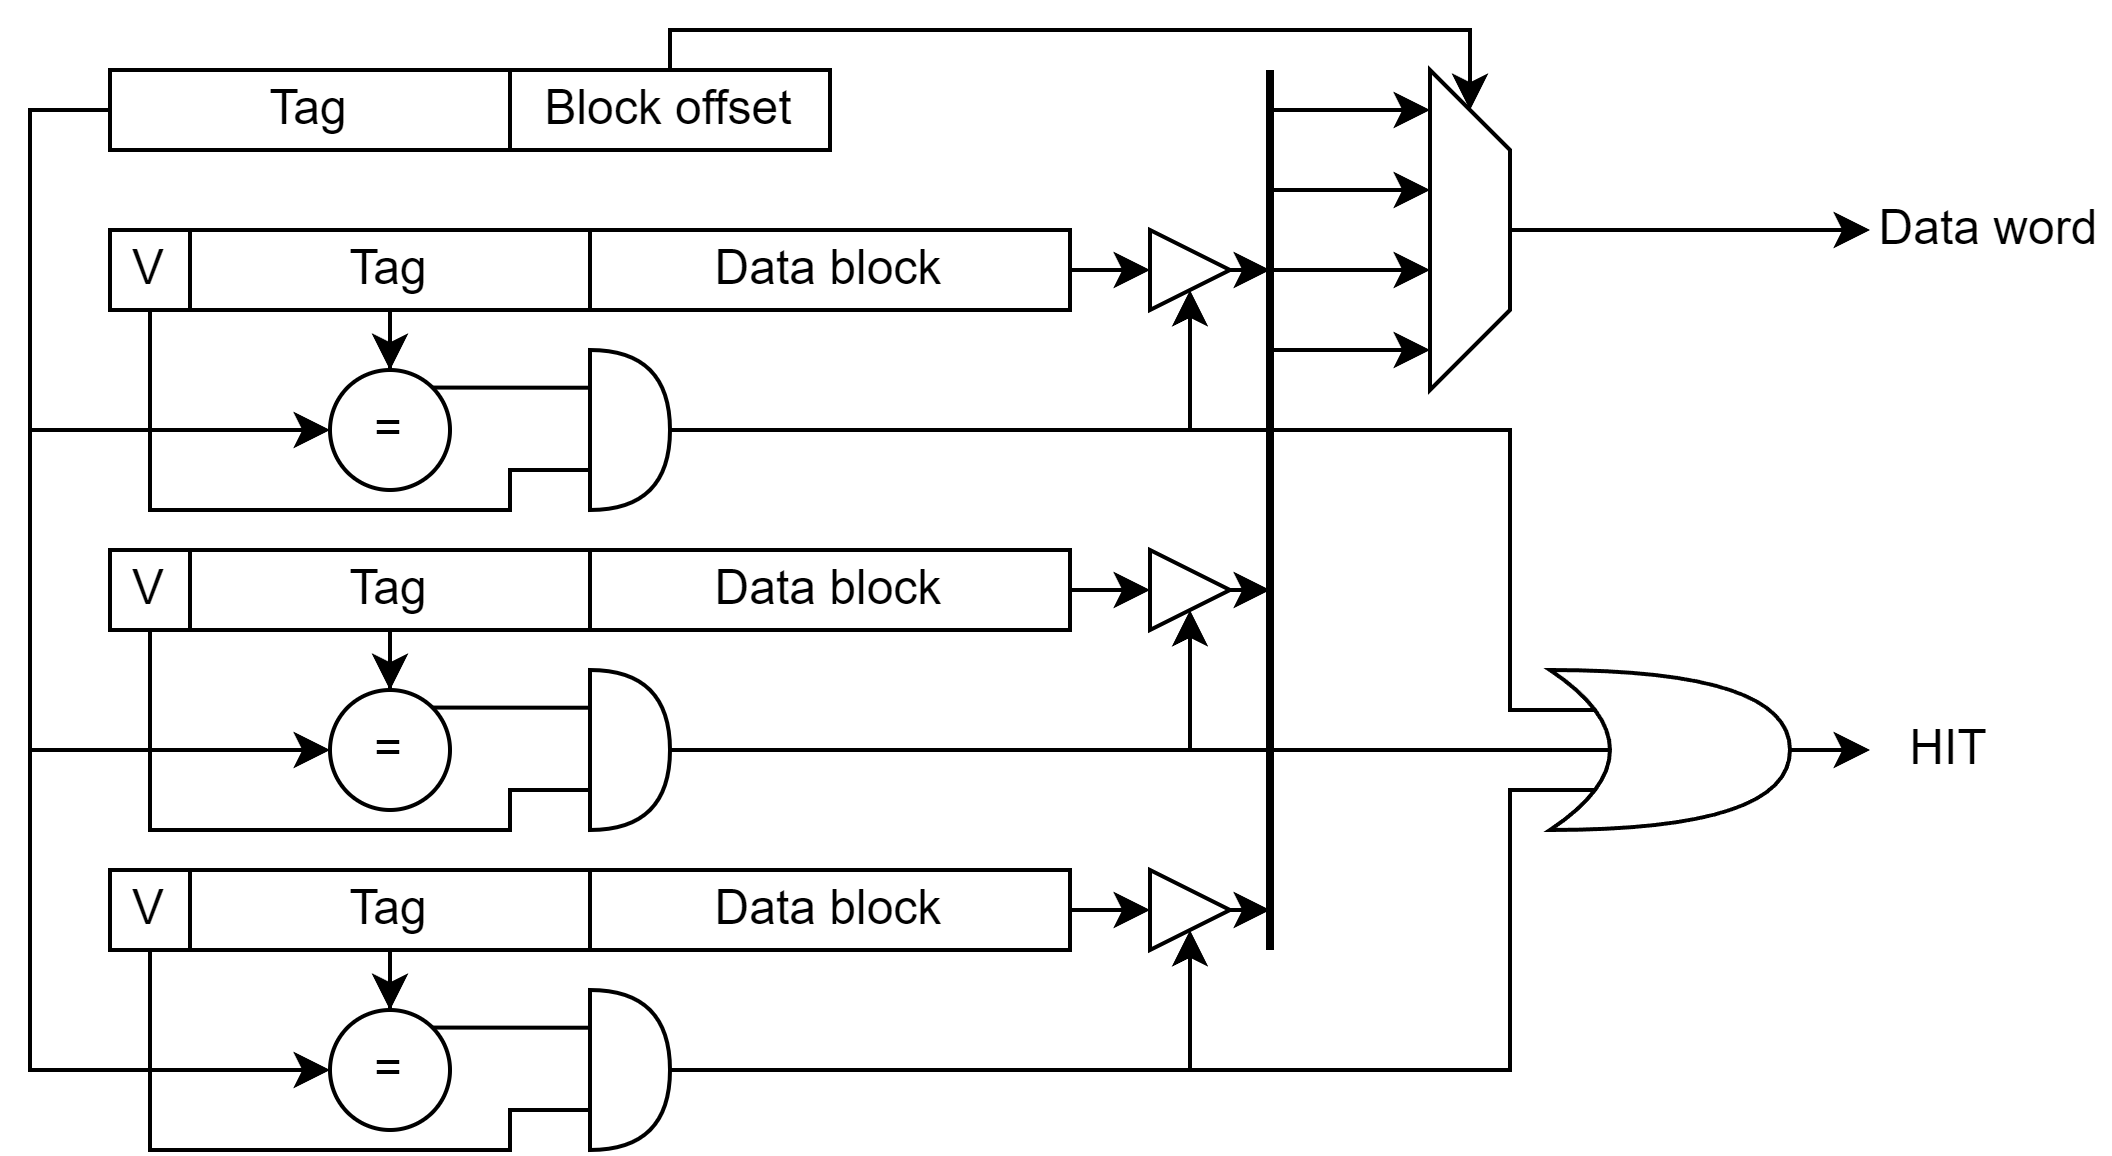 Tag Block offset
Data word
V Tag Data block
=
V Tag Data block
=
HIT
V Tag Data block
=